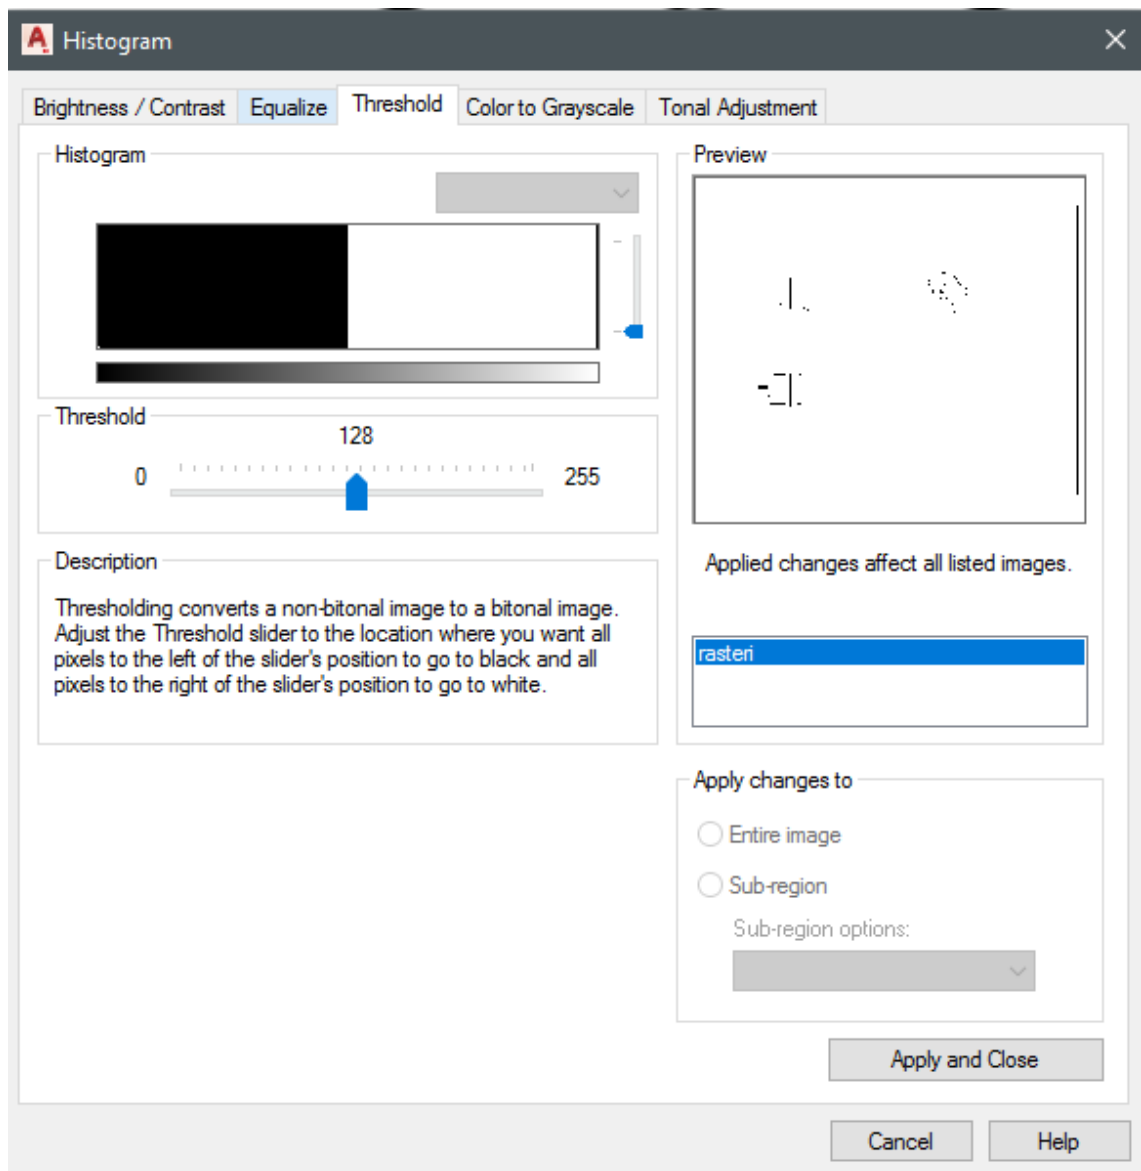 Histogram
Brightness / Contrast
Equalize
Threshold
Color to Grayscale
Tonal Adjustment
Histogram
Threshold
128
0
255
Description
Thresholding converts a non-bitonal image to a bitonal image.
Adjust the Threshold slider to the location where you want all
pixels to the left of the slider's position to go to black and all
pixels to the right of the slider's position to go to white.
Preview
Applied changes affect all listed images.
rasteri
Apply changes to
Entire image
Sub-region
Sub-region options:
Apply and Close
Cancel
Help